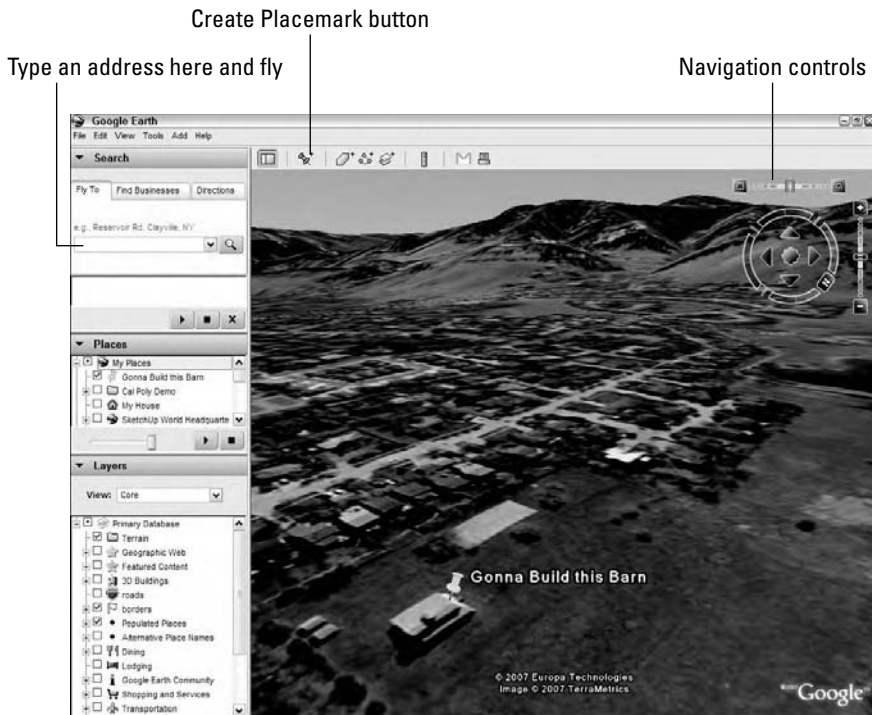 Create Placemark button
Type an address here and fly
Navigation controls
Google Earth
File Edit View Tools Add Help
Search
Fly To Find Businesses Directions
e.g., Reservoir Rd, Clayville, NY
Places
My Places
Gonna Build this Barn
Cal Poly Demo
My House
SketchUp World Headquarte
Layers
View: Core
Primary Database
Terrain
Geographic Web
Featured Content
3D Buildings
roads
borders
Populated Places
Alternative Place Names
Dining
Lodging
Google Earth Community
Shopping and Services
Transportation
N
Gonna Build this Barn
© 2007 Europa Technologies
Image © 2007 TerraMetrics
Google